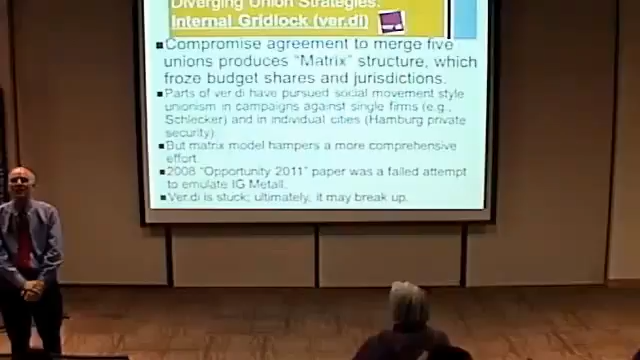 Diverging Union Strategies:
Internal Gridlock (ver.di)
Compromise agreement to merge five
unions produces "Matrix" structure, which
froze budget shares and jurisdictions.
Parts of ver.di have pursued social movement style
unionism in campaigns against single firms (e.g.,
Schlecker) and in individual cities (Hamburg private
security).
But matrix model hampers a more comprehensive
effort.
2008 "Opportunity 2011" paper was a failed attempt
to emulate IG Metall.
Ver.di is stuck; ultimately, it may break up.